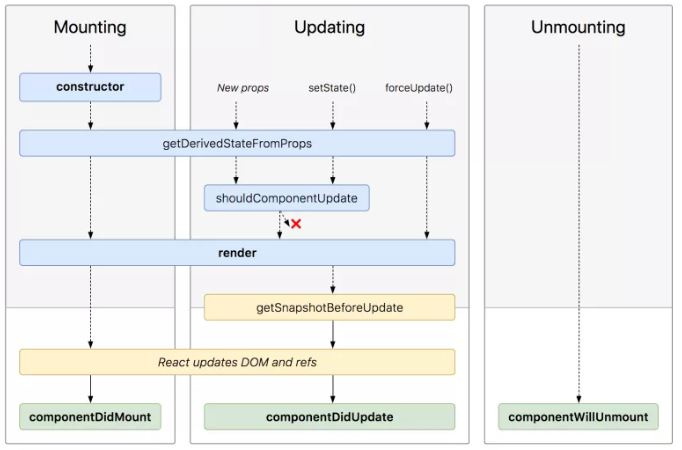 Mounting
Updating
Unmounting
constructor
New props
setState()
forceUpdate()
getDerivedStateFromProps
shouldComponentUpdate
render
getSnapshotBeforeUpdate
React updates DOM and refs
componentDidMount
componentDidUpdate
componentWillUnmount